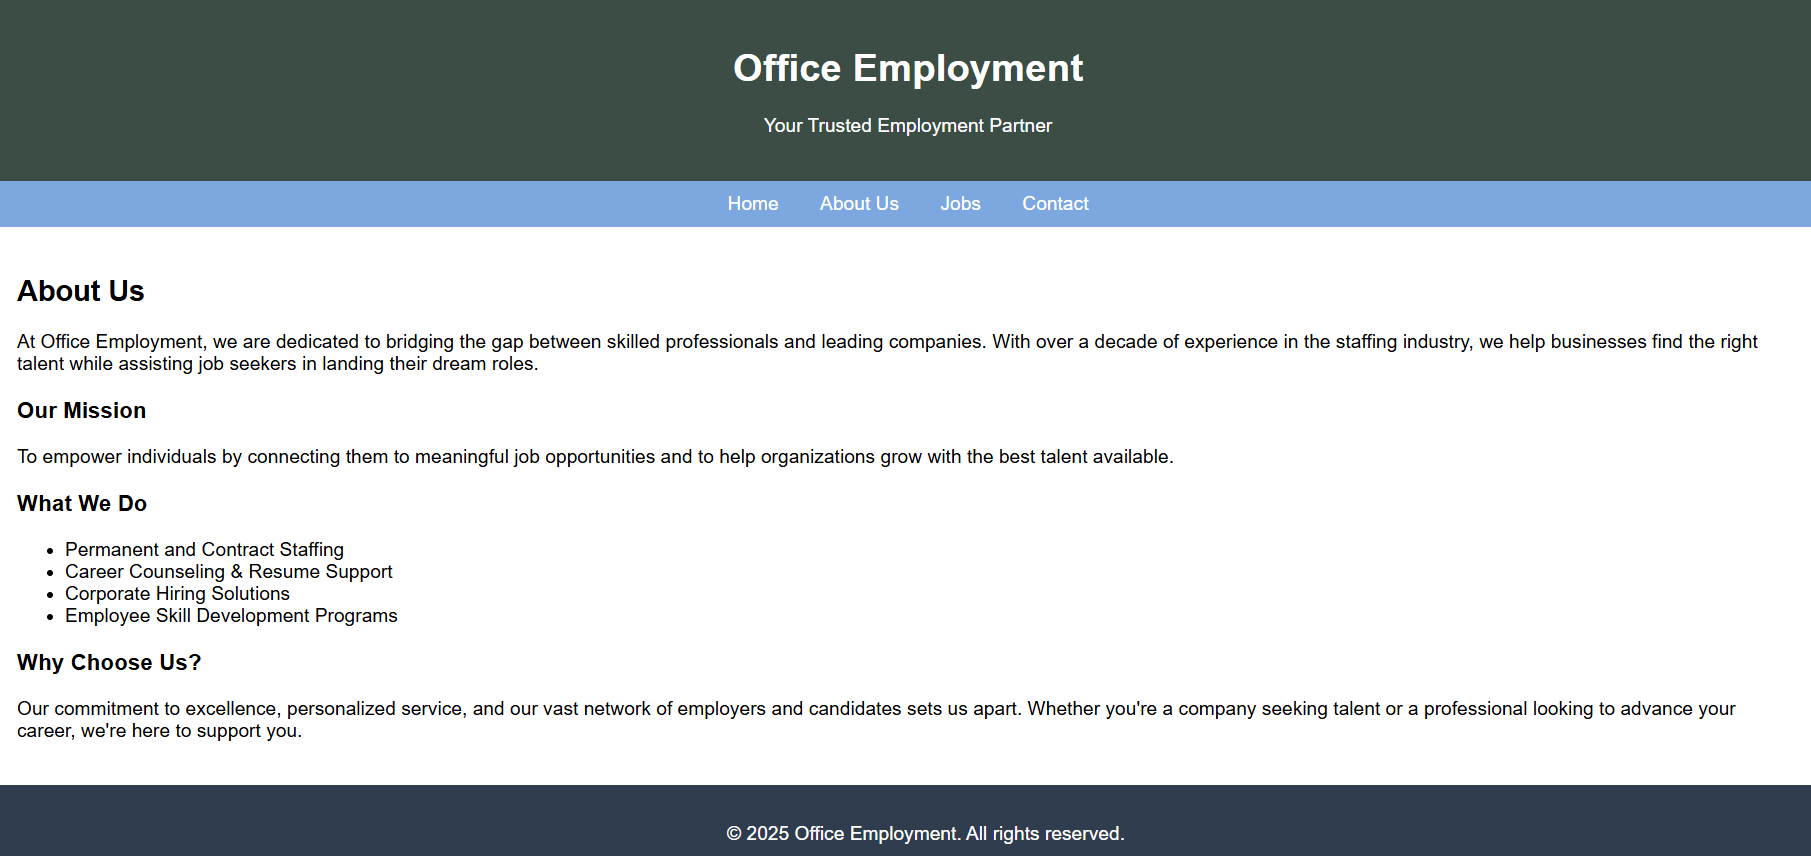 Office Employment
Your Trusted Employment Partner
Home About Us Jobs Contact
About Us
At Office Employment, we are dedicated to bridging the gap between skilled professionals and leading companies. With over a decade of experience in the staffing industry, we help businesses find the right
talent while assisting job seekers in landing their dream roles.
Our Mission
To empower individuals by connecting them to meaningful job opportunities and to help organizations grow with the best talent available.
What We Do
• Permanent and Contract Staffing
• Career Counseling & Resume Support
• Corporate Hiring Solutions
• Employee Skill Development Programs
Why Choose Us?
Our commitment to excellence, personalized service, and our vast network of employers and candidates sets us apart. Whether you're a company seeking talent or a professional looking to advance your
career, we're here to support you.
© 2025 Office Employment. All rights reserved.